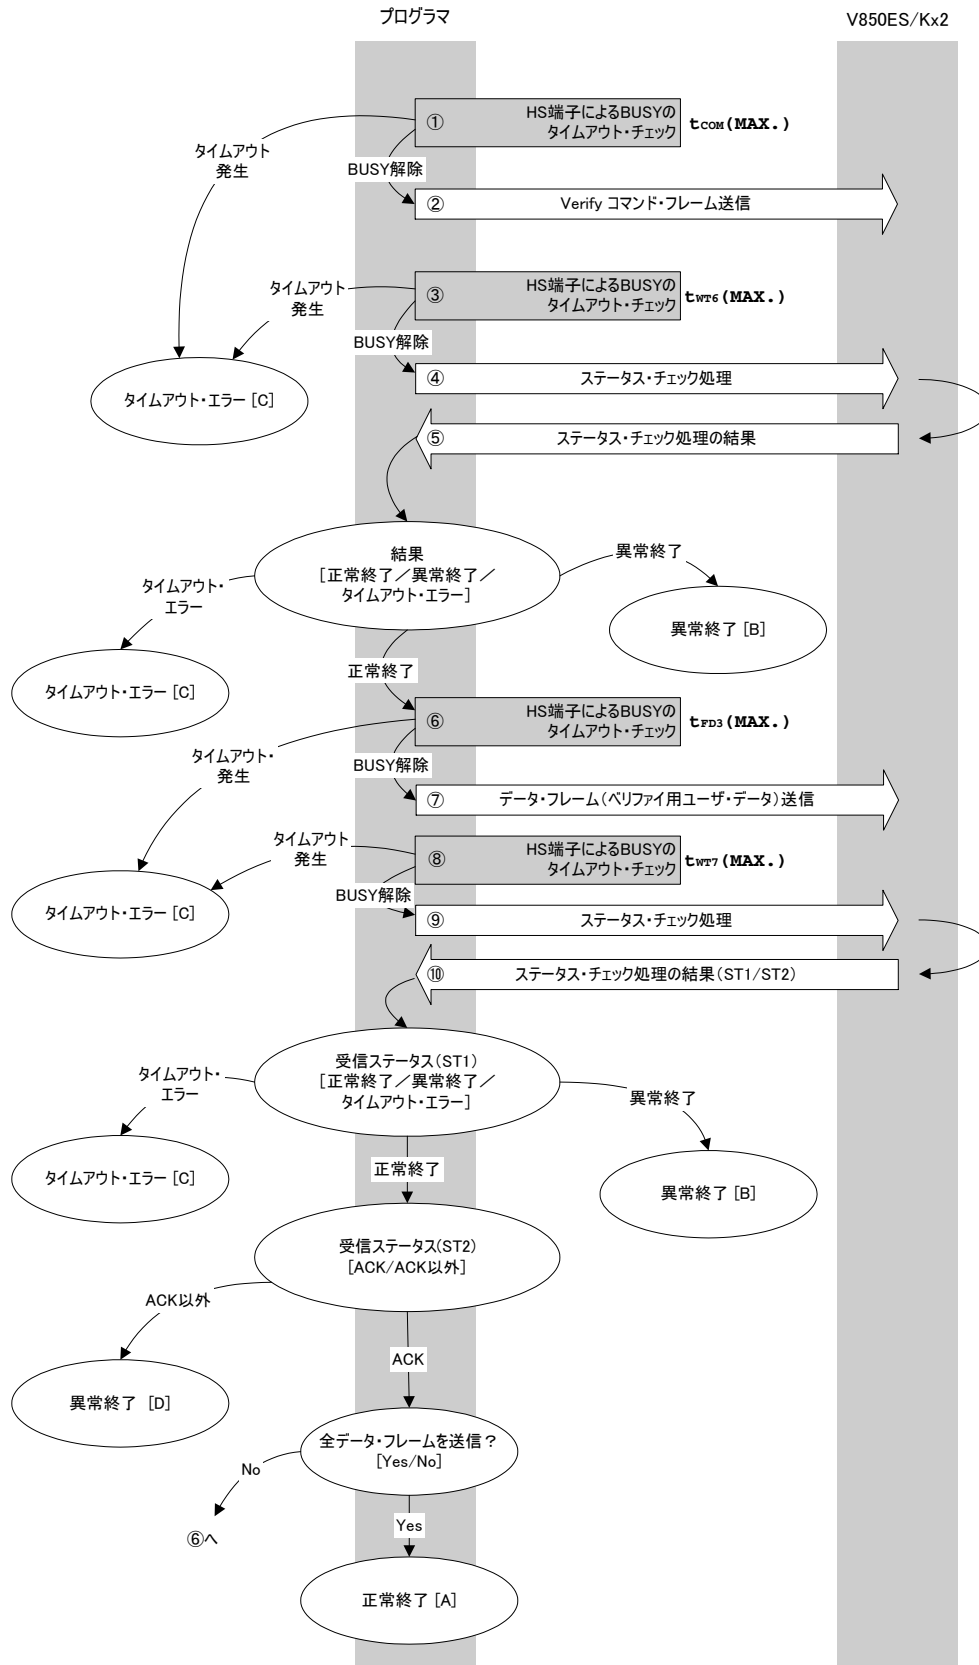 プログラマ
V850ES/Kx2
①
HS端子によるBUSYの
タイムアウト・チェック
tCOM(MAX.)
タイムアウト
発生
BUSY解除
②
Verify コマンド・フレーム送信
③
HS端子によるBUSYの
タイムアウト・チェック
tWT6(MAX.)
タイムアウト
発生
BUSY解除
④
ステータス・チェック処理
タイムアウト・エラー [C]
⑤
ステータス・チェック処理の結果
結果
[正常終了／異常終了／
タイムアウト・エラー]
異常終了
タイムアウト・
エラー
異常終了 [B]
正常終了
タイムアウト・エラー [C]
⑥
HS端子によるBUSYの
タイムアウト・チェック
tFD3(MAX.)
タイムアウト・
発生
BUSY解除
⑦
データ・フレーム（ベリファイ用ユーザ・データ）送信
タイムアウト
発生
⑧
HS端子によるBUSYの
タイムアウト・チェック
tWT7(MAX.)
BUSY解除
タイムアウト・エラー [C]
⑨
ステータス・チェック処理
⑩
ステータス・チェック処理の結果（ST1/ST2）
受信ステータス（ST1）
[正常終了／異常終了／
タイムアウト・エラー]
タイムアウト・
エラー
異常終了
正常終了
タイムアウト・エラー [C]
異常終了 [B]
受信ステータス(ST2)
[ACK/ACK以外]
ACK以外
ACK
異常終了 [D]
全データ・フレームを送信？
[Yes/No]
No
Yes
⑥へ
正常終了 [A]